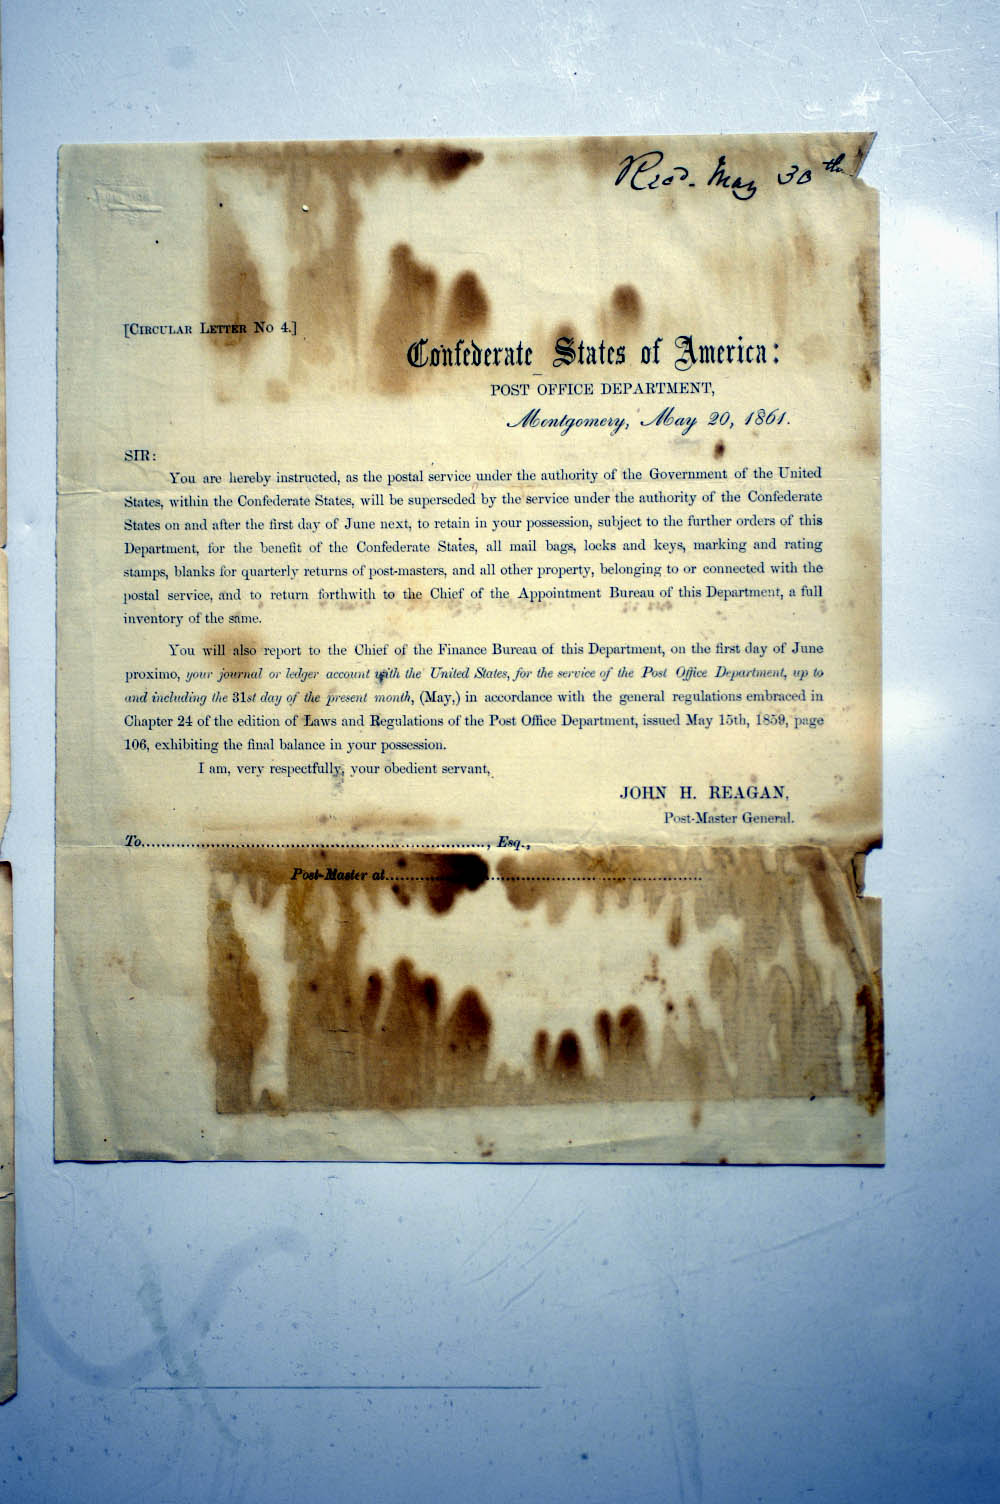 Recd. May 30th
[Circular Letter No 4.]
Confederate States of America:
POST OFFICE DEPARTMENT,
Montgomery, May 20, 1861.
SIR:
You are hereby instructed, as the postal service under the authority of the Government of the United
States, within the Confederate States, will be superseded by the service under the authority of the Confederate
States on and after the first day of June next, to retain in your possession, subject to the further orders of this
Department, for the benefit of the Confederate States, all mail bags, locks and keys, marking and rating
stamps, blanks for quarterly returns of post-masters, and all other property, belonging to or connected with the
postal service, and to return forthwith to the Chief of the Appointment Bureau of this Department, a full
inventory of the same.
You will also report to the Chief of the Finance Bureau of this Department, on the first day of June
proximo, your journal or ledger account with the United States, for the service of the Post Office Department, up to
and including the 31st day of the present month, (May,) in accordance with the general regulations embraced in
Chapter 24 of the edition of Laws and Regulations of the Post Office Department, issued May 15th, 1859, page
106, exhibiting the final balance in your possession.
I am, very respectfully, your obedient servant,
JOHN H. REAGAN,
Post-Master General.
To........................................................................................, Esq.,
Post-Master at................................................................................